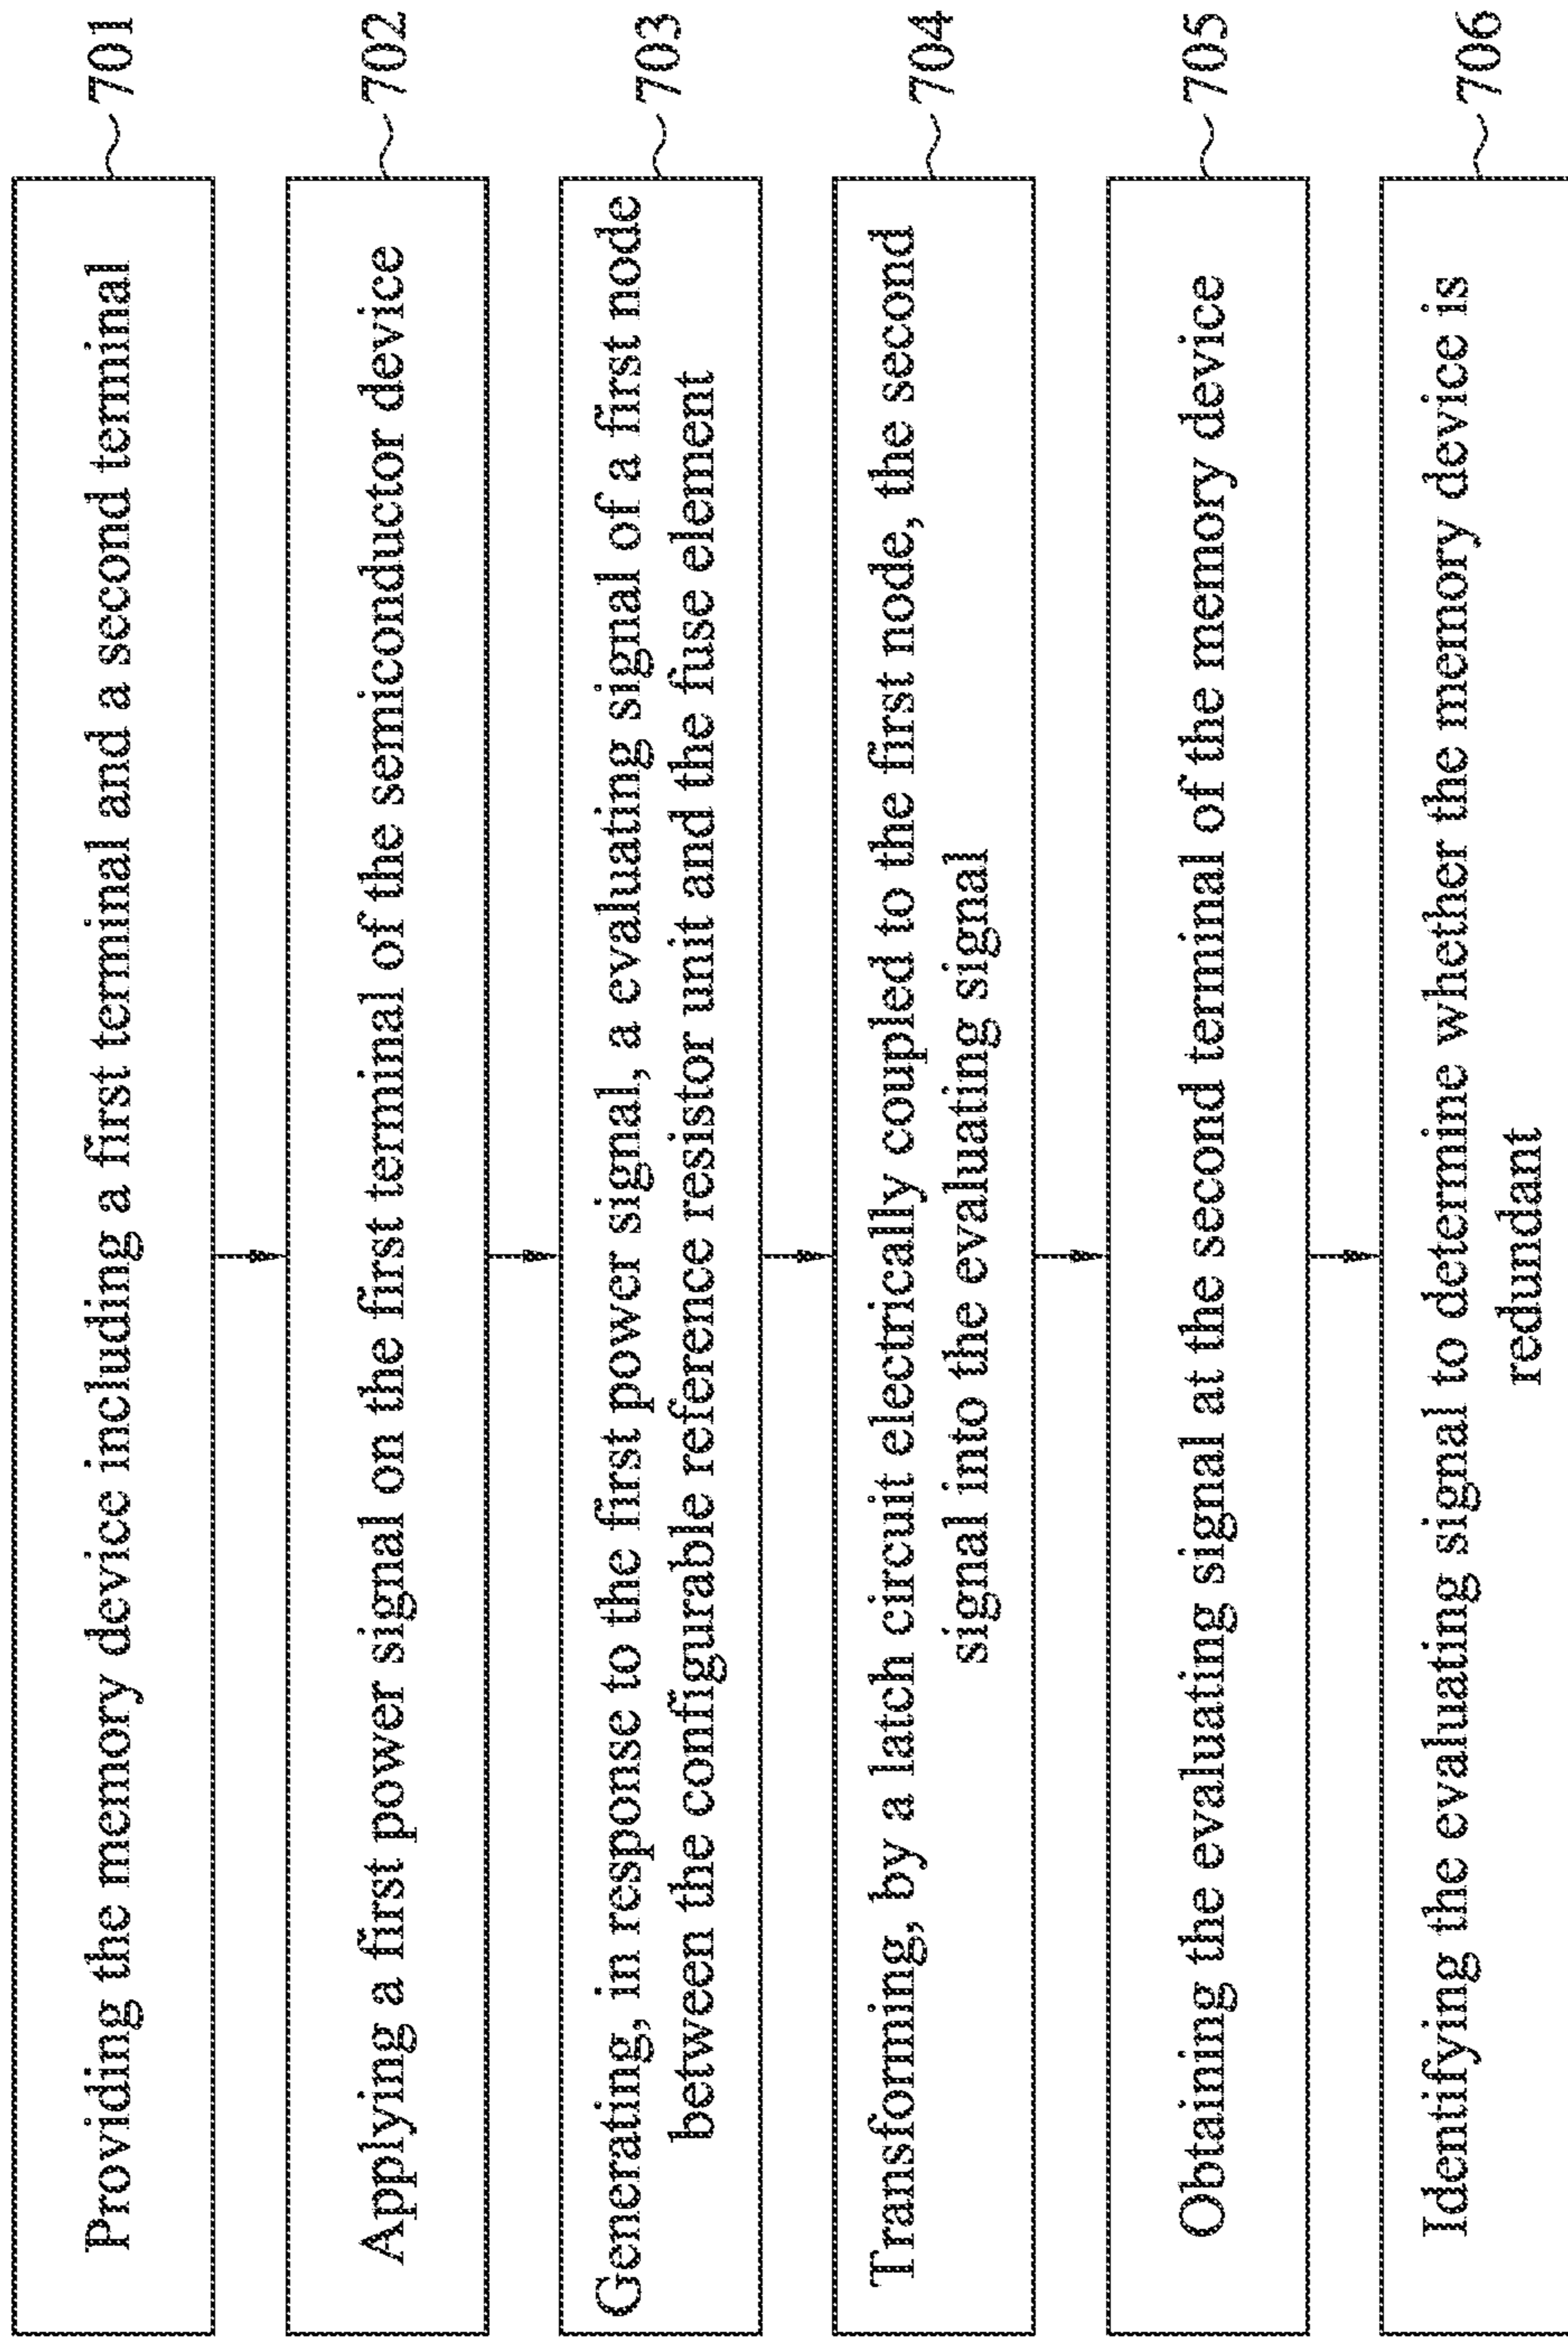 Providing the memory device including a first terminal and a second terminal
701
Applying a first power signal on the first terminal of the semiconductor device
702
Generating, in response to the first power signal, a evaluating signal of a first node
between the configurable reference resistor unit and the fuse element
703
Transforming, by a latch circuit electrically coupled to the first node, the second
signal into the evaluating signal
704
Obtaining the evaluating signal at the second terminal of the memory device
705
Identifying the evaluating signal to determine whether the memory device is
redundant
706